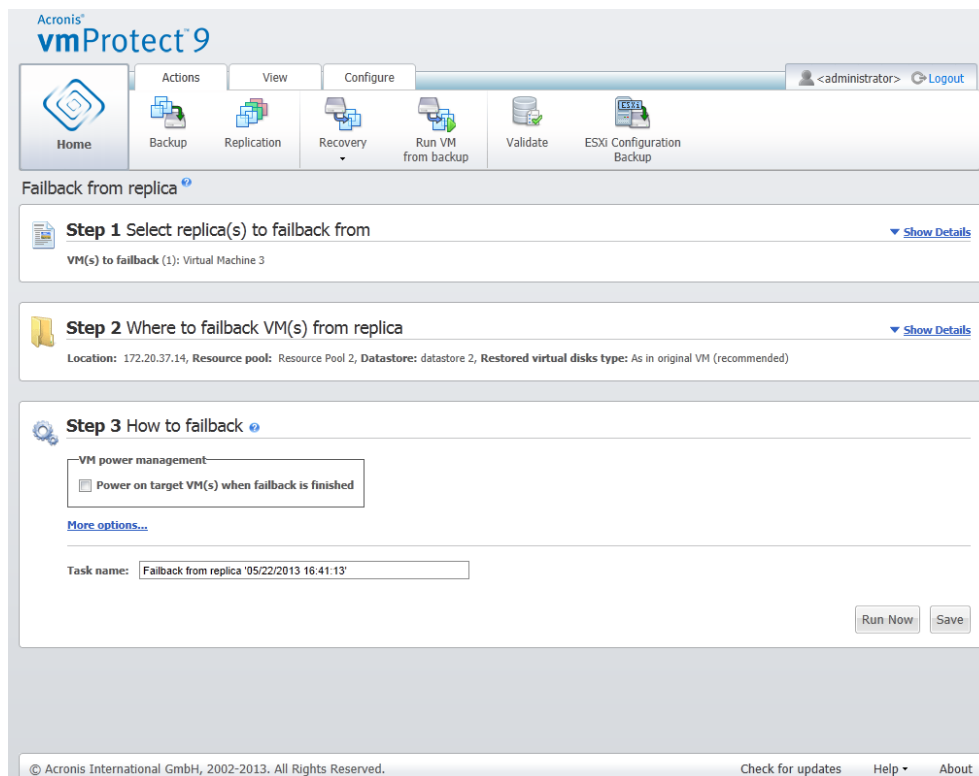 Acronis®
vmProtect™ 9
Actions View Configure
<administrator> Logout
Home
Backup
Replication
Recovery
Run VM from backup
Validate
ESXi
ESXi Configuration Backup
Failback from replica ?
Step 1 Select replica(s) to failback from
Show Details
VM(s) to failback (1): Virtual Machine 3
Step 2 Where to failback VM(s) from replica
Show Details
Location: 172.20.37.14, Resource pool: Resource Pool 2, Datastore: datastore 2, Restored virtual disks type: As in original VM (recommended)
Step 3 How to failback ?
VM power management
Power on target VM(s) when failback is finished
More options...
Task name: Failback from replica '05/22/2013 16:41:13'
Run Now Save
© Acronis International GmbH, 2002-2013. All Rights Reserved.
Check for updates Help About